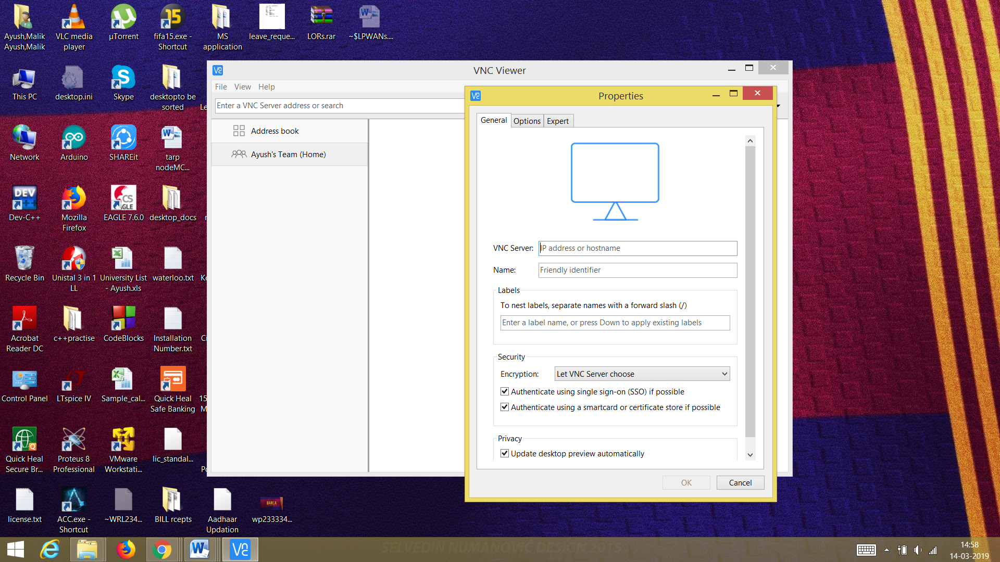 Ayush,Malik
Ayush,Malik
VLC media
player
µTorrent
fifa15.exe -
Shortcut
MS
application
leave_reque...
LORs.rar
~$LPWANs....
This PC
desktop.ini
Skype
desktopto be
sorted
Le
Network
Arduino
SHAREit
tarp
nodeMC...
Dev-C++
Mozilla
Firefox
EAGLE 7.6.0
desktop_docs
Recycle Bin
Unistal 3 in 1
LL
University List
- Ayush.xls
waterloo.txt
Ke
Acrobat
Reader DC
c++practise
CodeBlocks
Installation
Number.txt
Ci
Control Panel
LTspice IV
Sample_cal...
Quick Heal
Safe Banking
15
M
Quick Heal
Secure Br...
Proteus 8
Professional
VMware
Workstati...
lic_standal...
Po
license.txt
ACC.exe -
Shortcut
~WRL234...
BILL rcepts
Aadhaar
Updation
wp233334...
VNC Viewer
File View Help
Enter a VNC Server address or search
Address book
Ayush's Team (Home)
Properties
General Options Expert
VNC Server: IP address or hostname
Name: Friendly identifier
Labels
To nest labels, separate names with a forward slash (/)
Enter a label name, or press Down to apply existing labels
Security
Encryption: Let VNC Server choose
Authenticate using single sign-on (SSO) if possible
Authenticate using a smartcard or certificate store if possible
Privacy
Update desktop preview automatically
OK Cancel
14:58
14-03-2019